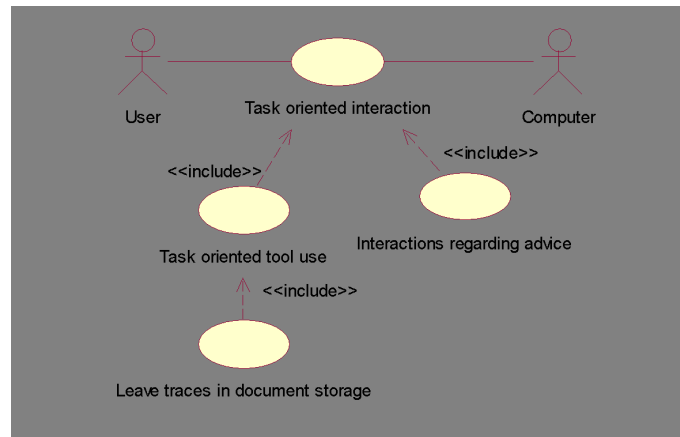 User
Task oriented interaction
Computer
<<include>>
<<include>>
Task oriented tool use
Interactions regarding advice
<<include>>
Leave traces in document storage